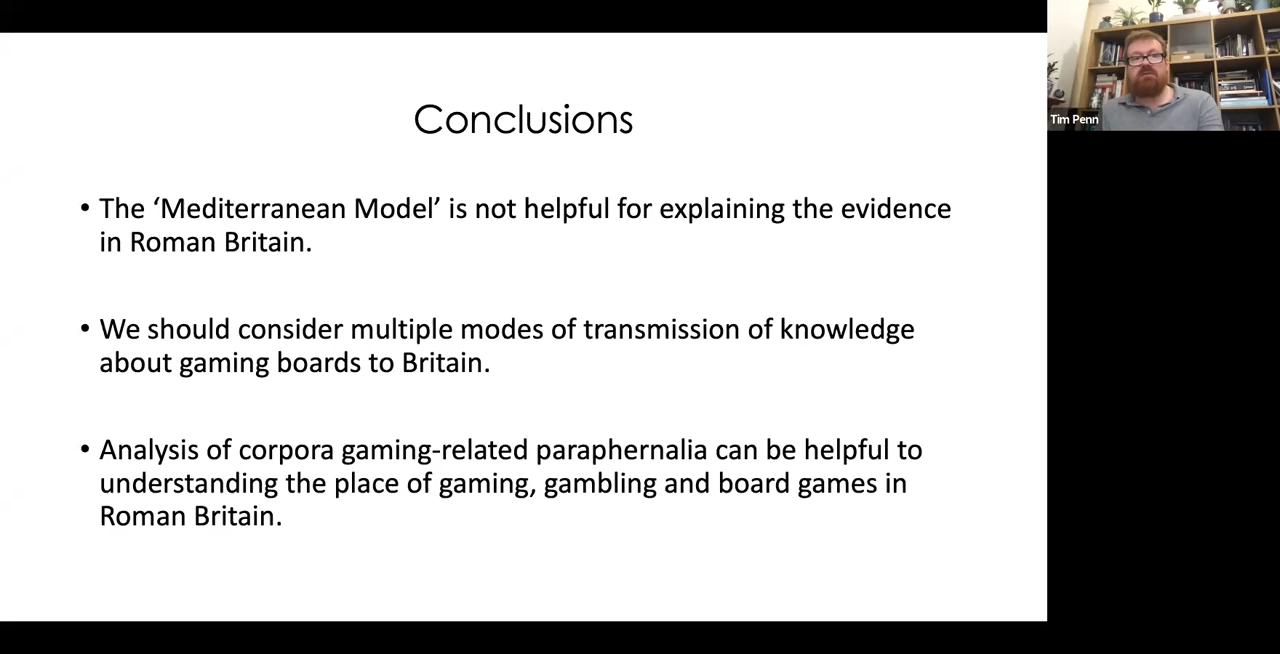 Conclusions
• The ‘Mediterranean Model’ is not helpful for explaining the evidence
in Roman Britain.
• We should consider multiple modes of transmission of knowledge
about gaming boards to Britain.
• Analysis of corpora gaming-related paraphernalia can be helpful to
understanding the place of gaming, gambling and board games in
Roman Britain.
Tim Penn